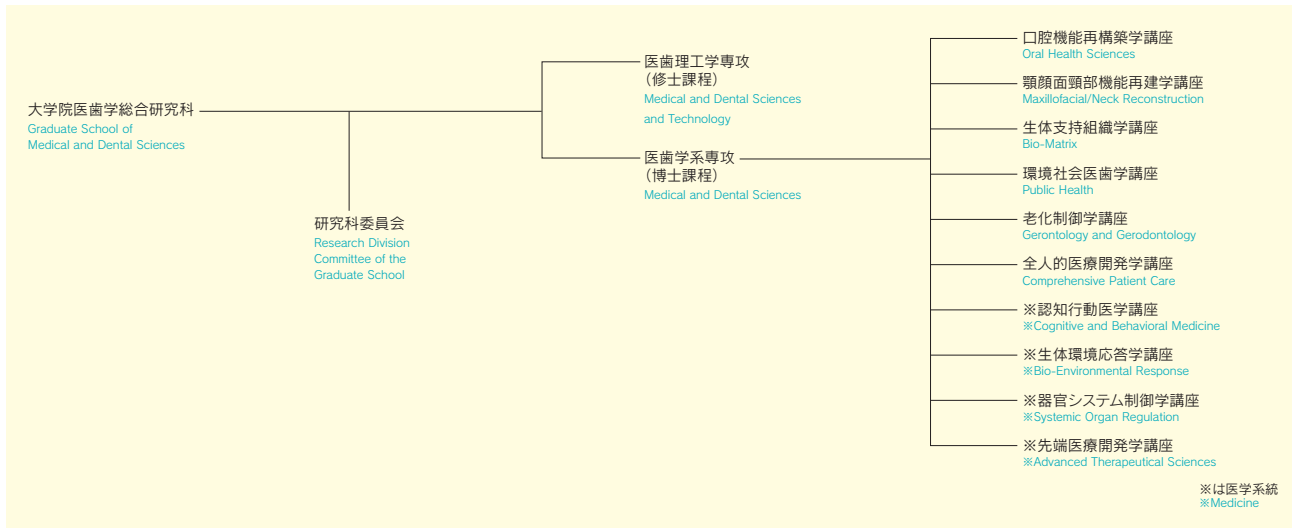 大学院医歯学総合研究科
Graduate School of
Medical and Dental Sciences
研究科委員会
Research Division
Committee of the
Graduate School
医歯理工学専攻
（修士課程）
Medical and Dental Sciences
and Technology
医歯学系専攻
（博士課程）
Medical and Dental Sciences
口腔機能再構築学講座
Oral Health Sciences
顎顔面頸部機能再建学講座
Maxillofacial/Neck Reconstruction
生体支持組織学講座
Bio-Matrix
環境社会医歯学講座
Public Health
老化制御学講座
Gerontology and Gerodontology
全人的医療開発学講座
Comprehensive Patient Care
※認知行動医学講座
※Cognitive and Behavioral Medicine
※生体環境応答学講座
※Bio-Environmental Response
※器官システム制御学講座
※Systemic Organ Regulation
※先端医療開発学講座
※Advanced Therapeutical Sciences
※は医学系統
※Medicine